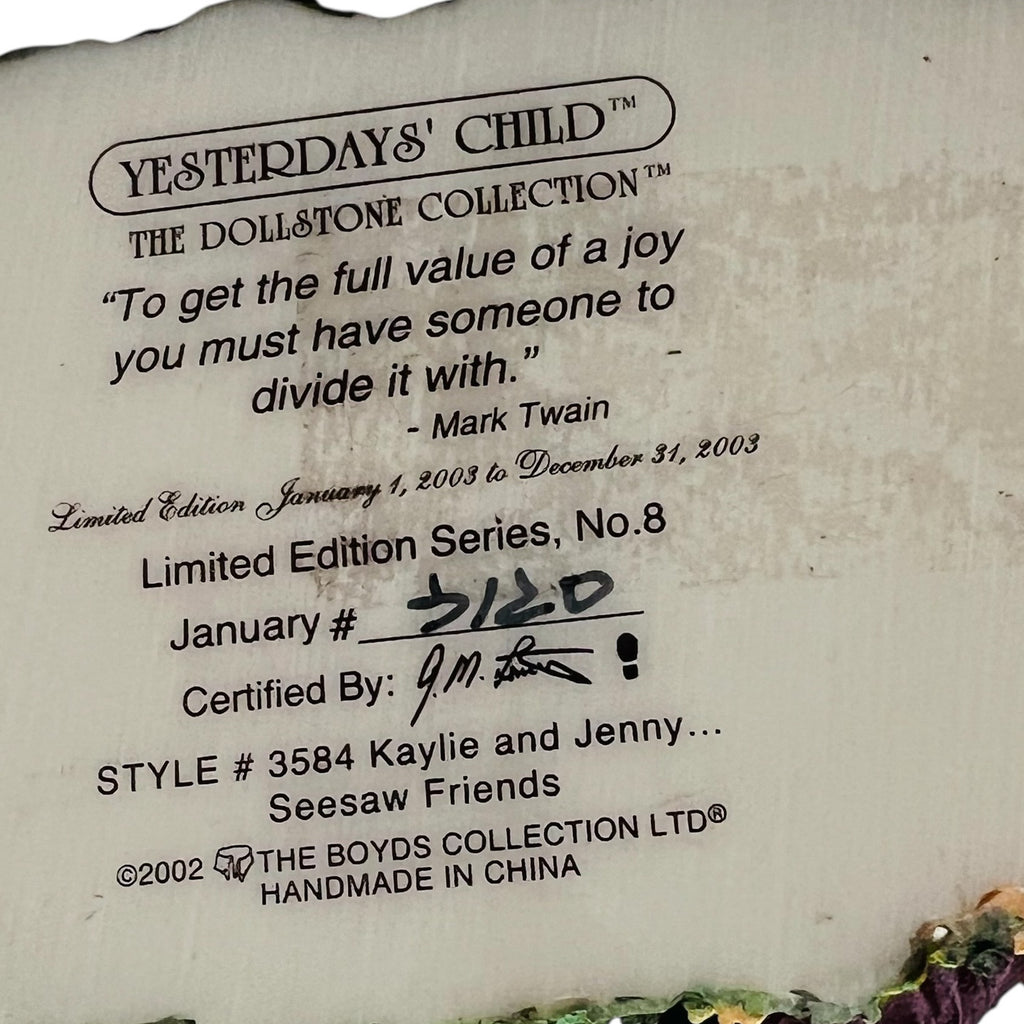 YESTERDAYS' CHILD™
THE DOLLSTONE COLLECTION™
“To get the full value of a joy
you must have someone to
divide it with.”
- Mark Twain
Limited Edition January 1, 2003 to December 31, 2003
Limited Edition Series, No.8
January # 3120
Certified By: G.M.
STYLE # 3584 Kaylie and Jenny...
Seesaw Friends
©2002 THE BOYDS COLLECTION LTD®
HANDMADE IN CHINA